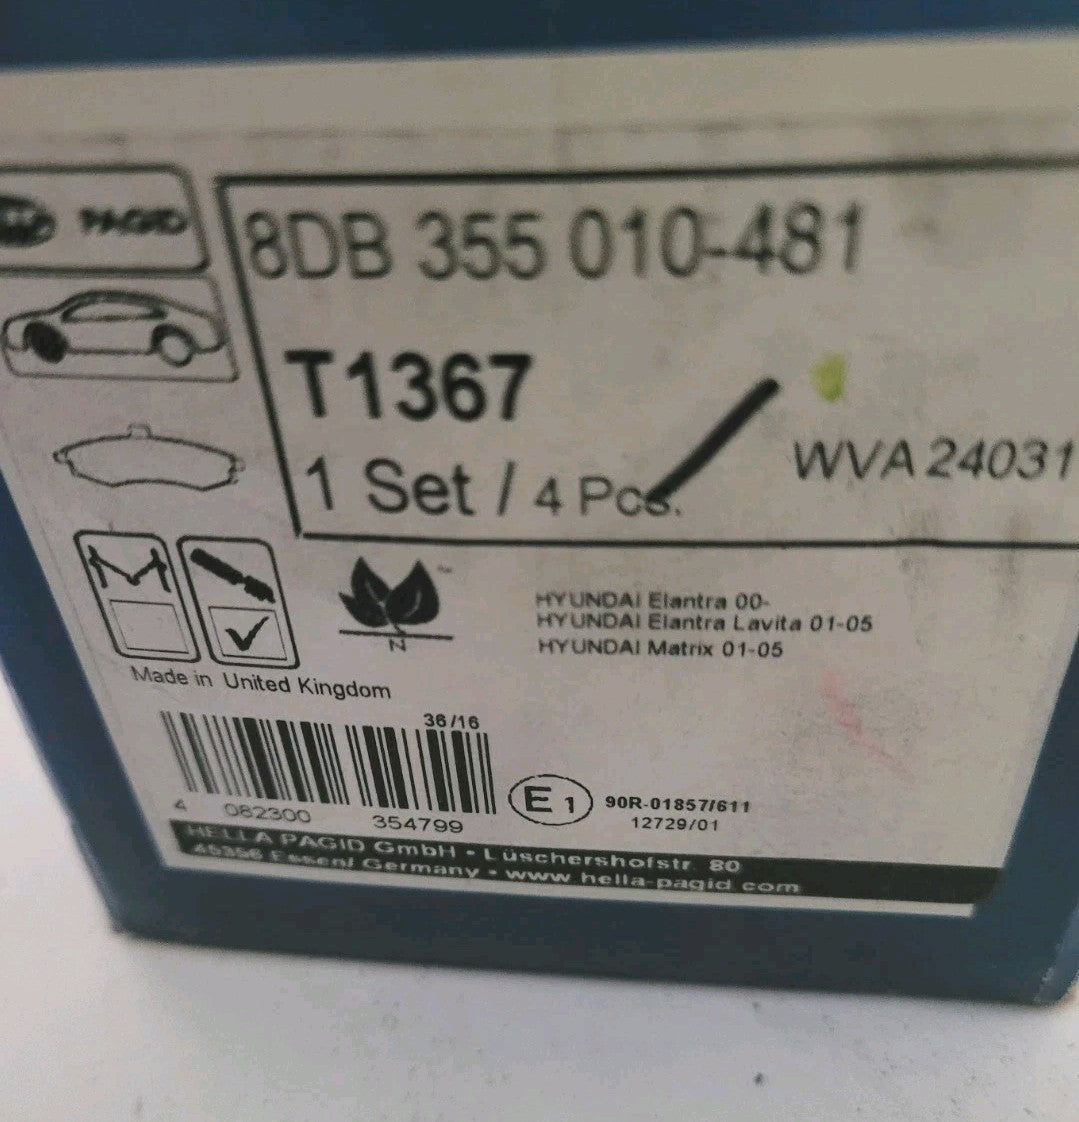 PAGID
8DB 355 010-481
T1367
1 Set / 4 Pcs.
WVA 24031
HYUNDAI Elantra 00-
HYUNDAI Elantra Lavita 01-05
HYUNDAI Matrix 01-05
N
Made in United Kingdom
36/16
4 082300 354799
E1
90R-01857/611
12729/01
HELLA PAGID GmbH • Lüschershofstr. 80
45356 Essen/ Germany • www.hella-pagid.com